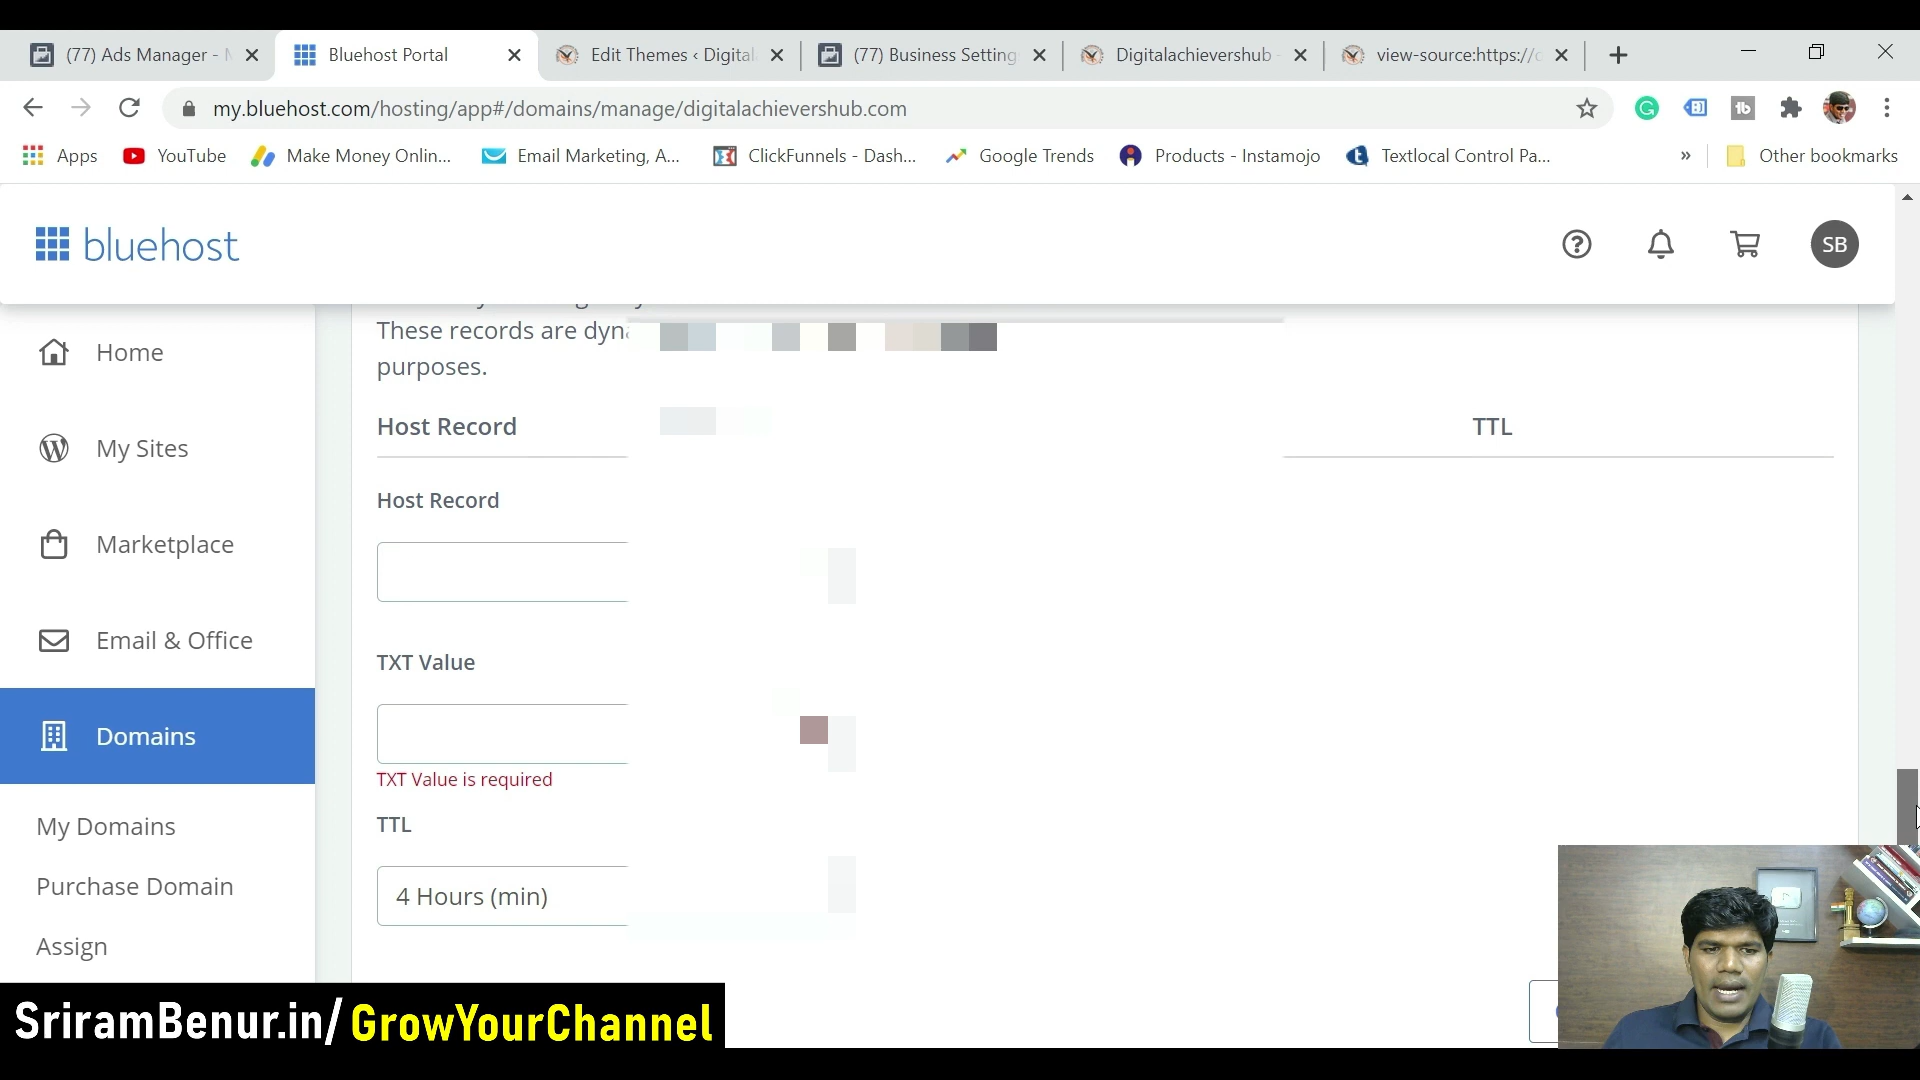 (77) Ads Manager -
Bluehost Portal
Edit Themes ‹ Digital
(77) Business Setting
Digitalachievershub -
view-source:https://
my.bluehost.com/hosting/app#/domains/manage/digitalachievershub.com
Apps
YouTube
Make Money Onlin...
Email Marketing, A...
ClickFunnels - Dash...
Google Trends
Products - Instamojo
Textlocal Control Pa...
»
Other bookmarks
bluehost
SB
Home
My Sites
Marketplace
Email & Office
Domains
My Domains
Purchase Domain
Assign
These records are
purposes.
Host Record
TTL
Host Record
TXT Value
TXT Value is required
TTL
4 Hours (min)
SriramBenur.in/GrowYourChannel